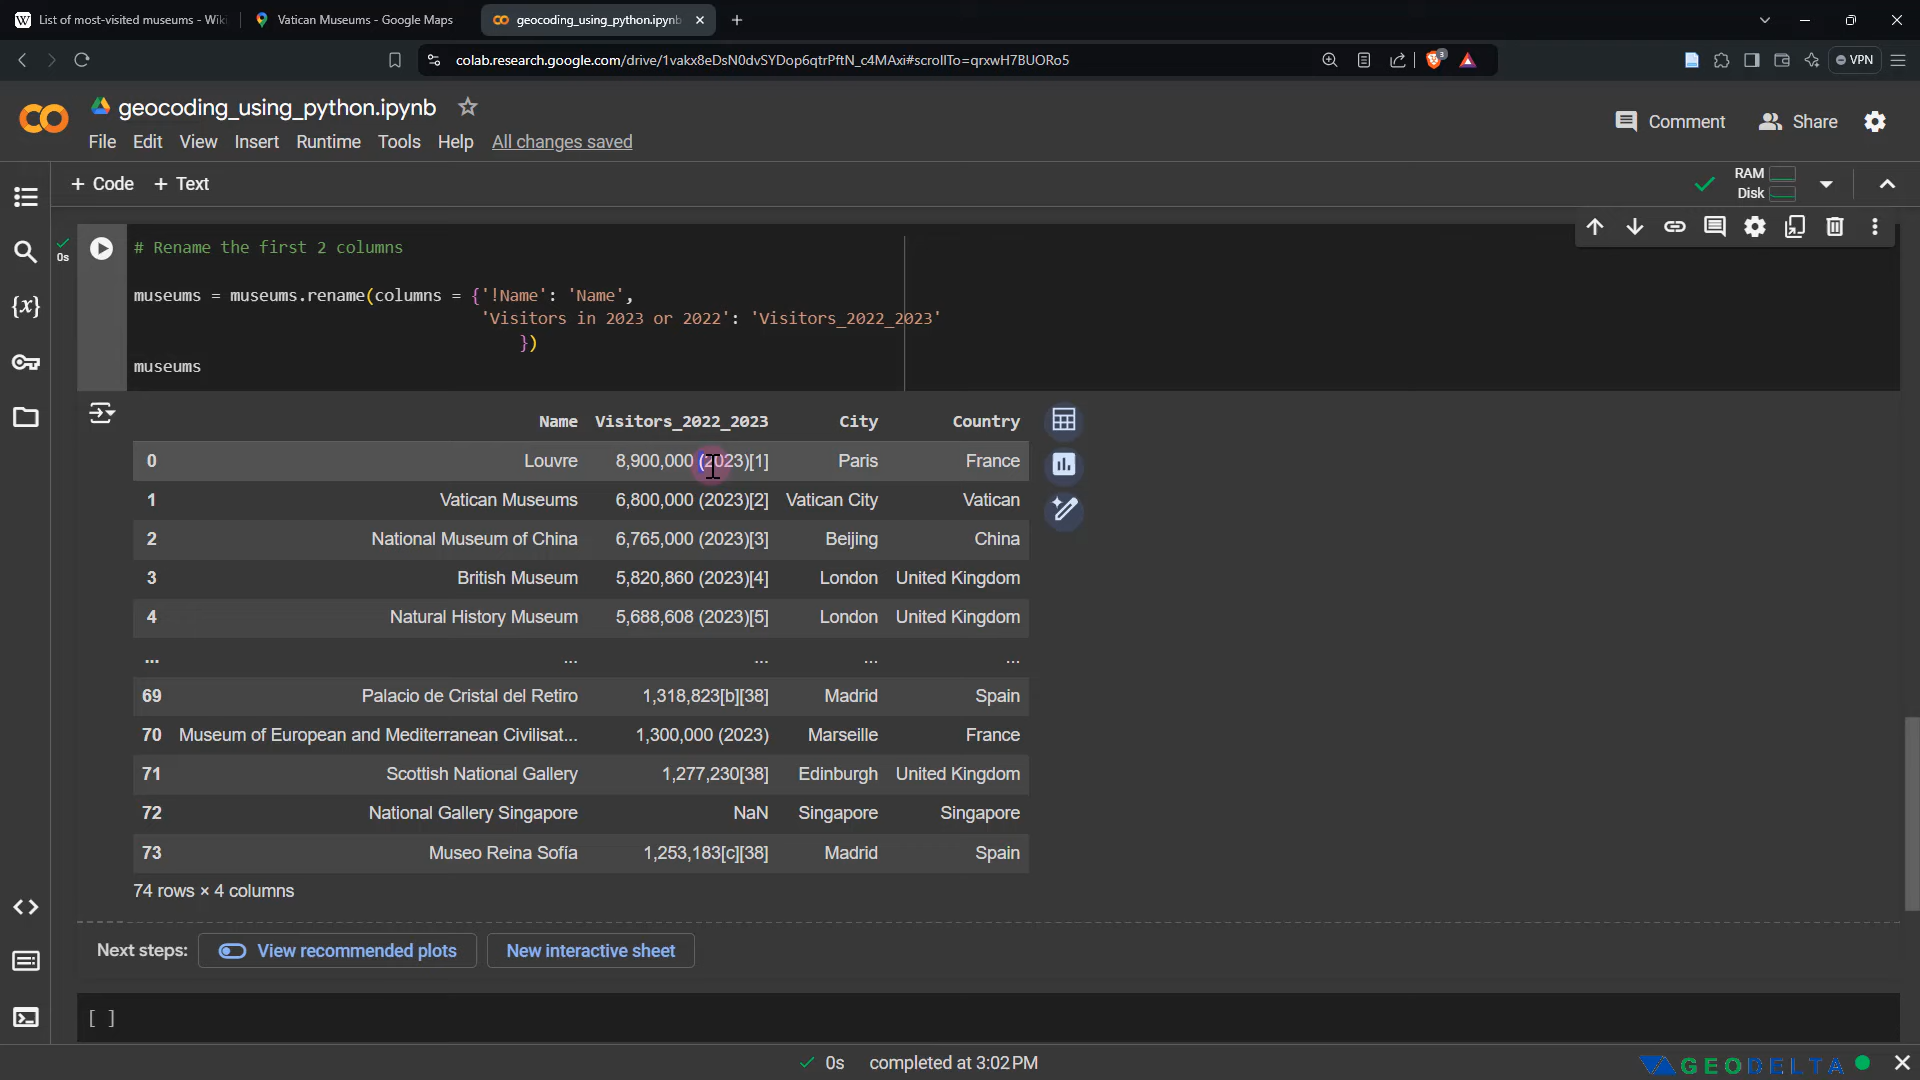 List of most-visited museums - Wiki
Vatican Museums - Google Maps
geocoding_using_python.ipynb
colab.research.google.com/drive/1vakx8eDsN0dvSYDop6qtrPftN_c4MAxi#scrollTo=qrxwH7BUORo5
3
VPN
geocoding_using_python.ipynb
File Edit View Insert Runtime Tools Help All changes saved
Comment Share
+ Code + Text
RAM
Disk
0s
# Rename the first 2 columns
museums = museums.rename(columns = {'!Name': 'Name',
'Visitors in 2023 or 2022': 'Visitors_2022_2023'
})
museums
Name Visitors_2022_2023 City Country
0 Louvre 8,900,000 (2023)[1] Paris France
1 Vatican Museums 6,800,000 (2023)[2] Vatican City Vatican
2 National Museum of China 6,765,000 (2023)[3] Beijing China
3 British Museum 5,820,860 (2023)[4] London United Kingdom
4 Natural History Museum 5,688,608 (2023)[5] London United Kingdom
... ... ... ... ...
69 Palacio de Cristal del Retiro 1,318,823[b][38] Madrid Spain
70 Museum of European and Mediterranean Civilisat... 1,300,000 (2023) Marseille France
71 Scottish National Gallery 1,277,230[38] Edinburgh United Kingdom
72 National Gallery Singapore NaN Singapore Singapore
73 Museo Reina Sofía 1,253,183[c][38] Madrid Spain
74 rows × 4 columns
Next steps: View recommended plots New interactive sheet
[ ]
0s completed at 3:02 PM
GEODELTA